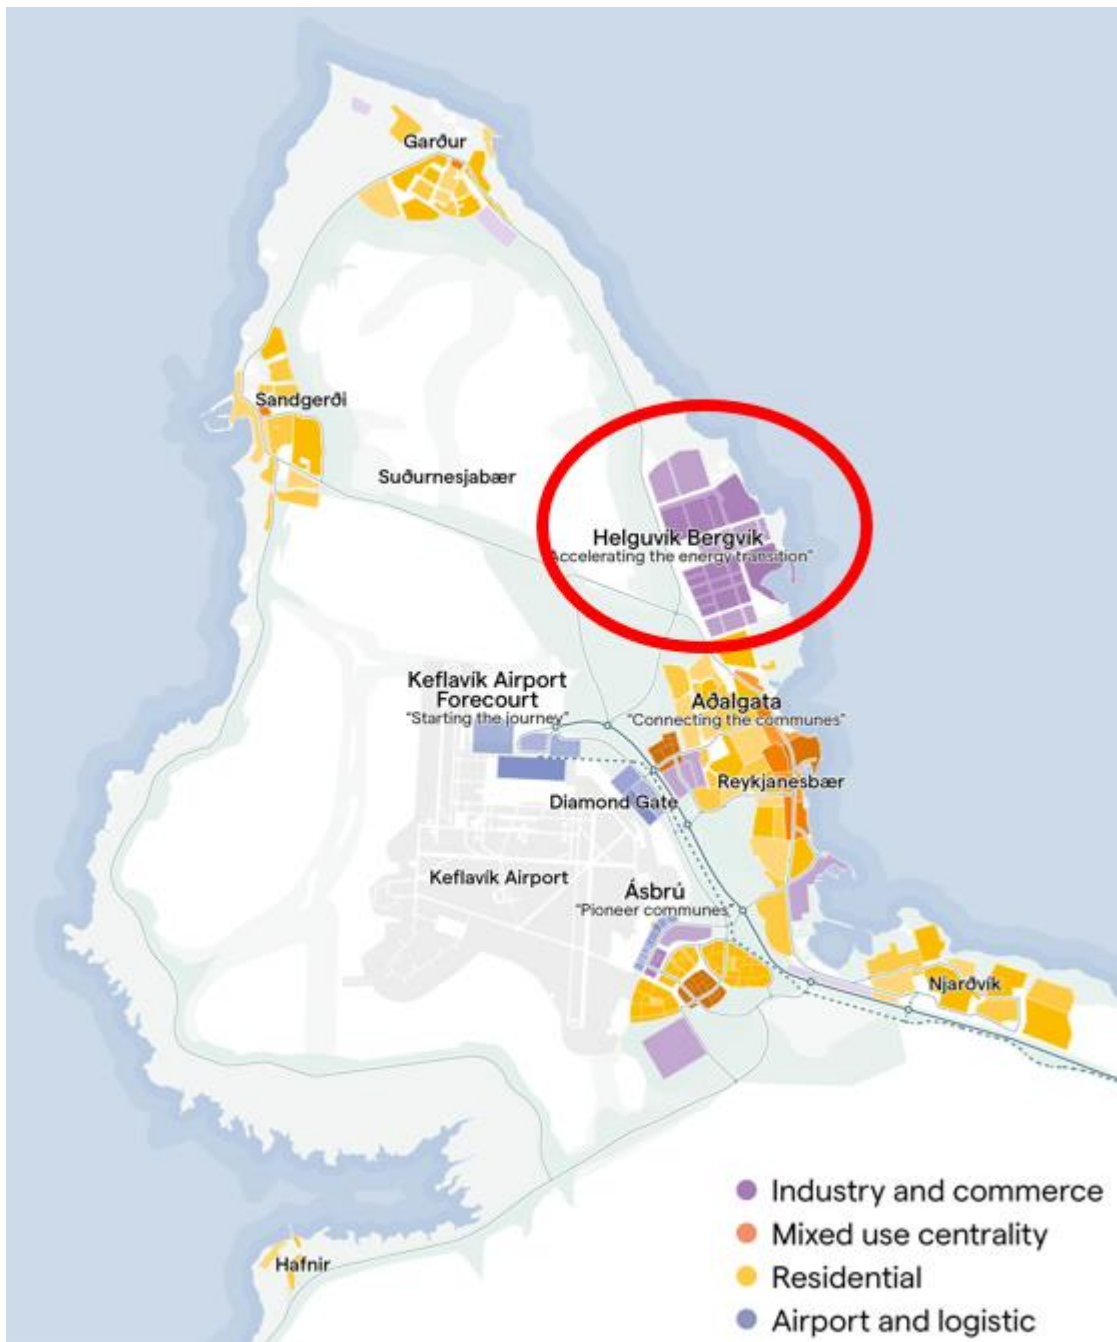 Garður
Sandgerði
Suðurnesjabær
Helguvík Bergvik
"Accelerating the energy transition"
Keflavík Airport
Forecourt
"Starting the journey"
Aðalgata
"Connecting the communes"
Reykjanesbær
Diamond Gate
Keflavík Airport
Ásbrú
"Pioneer communes"
Njarðvík
Hafnir
Industry and commerce
Mixed use centrality
Residential
Airport and logistic